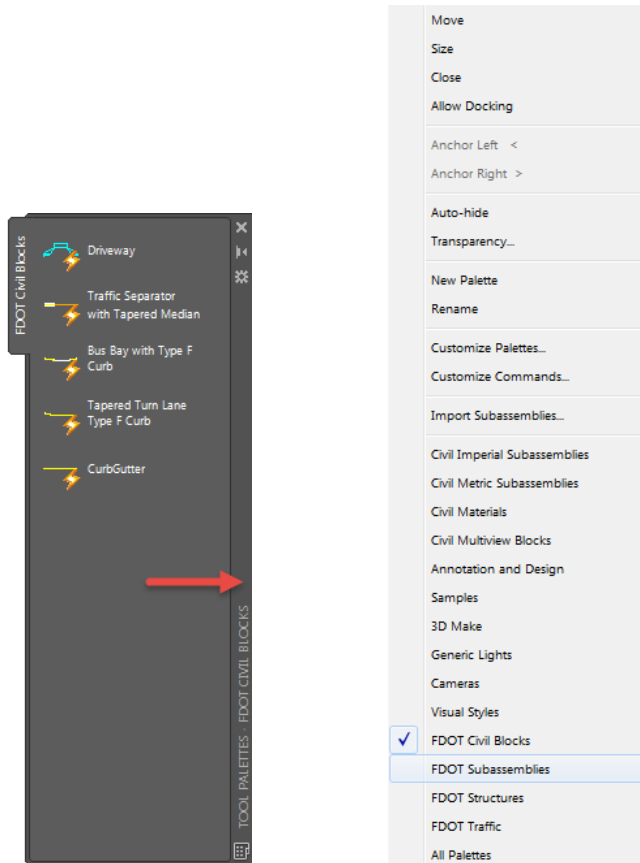 FDOT Civil Blocks
Driveway
Traffic Separator
with Tapered Median
Bus Bay with Type F
Curb
Tapered Turn Lane
Type F Curb
CurbGutter
TOOL PALETTES - FDOT CIVIL BLOCKS
Move
Size
Close
Allow Docking
Anchor Left <
Anchor Right >
Auto-hide
Transparency...
New Palette
Rename
Customize Palettes...
Customize Commands...
Import Subassemblies...
Civil Imperial Subassemblies
Civil Metric Subassemblies
Civil Materials
Civil Multiview Blocks
Annotation and Design
Samples
3D Make
Generic Lights
Cameras
Visual Styles
FDOT Civil Blocks
FDOT Subassemblies
FDOT Structures
FDOT Traffic
All Palettes